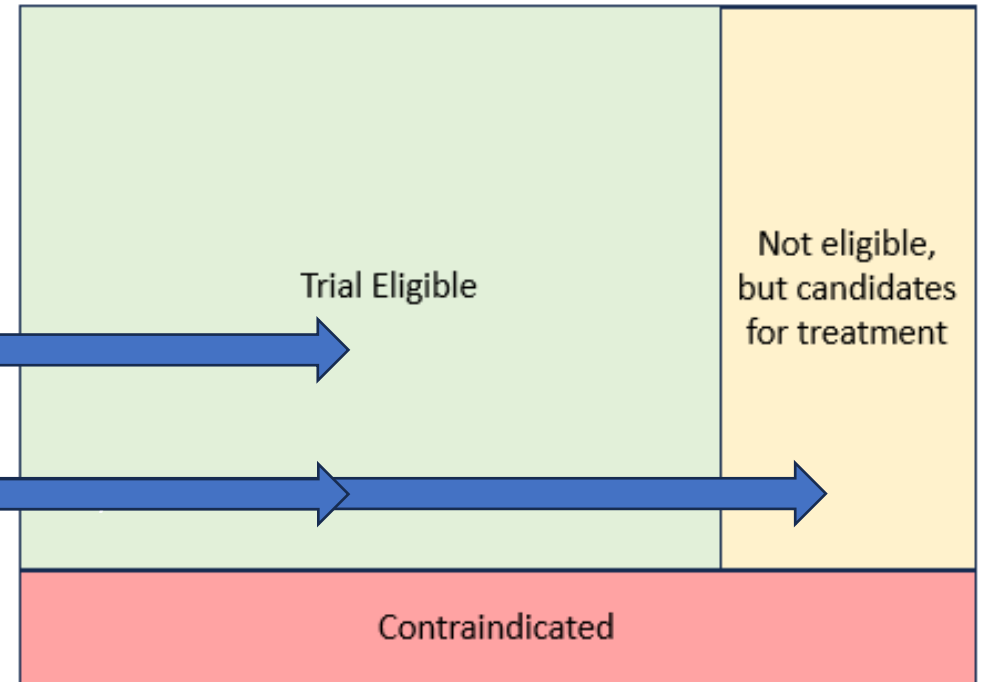 Trial Eligible
Not eligible,
but candidates
for treatment
Contraindicated